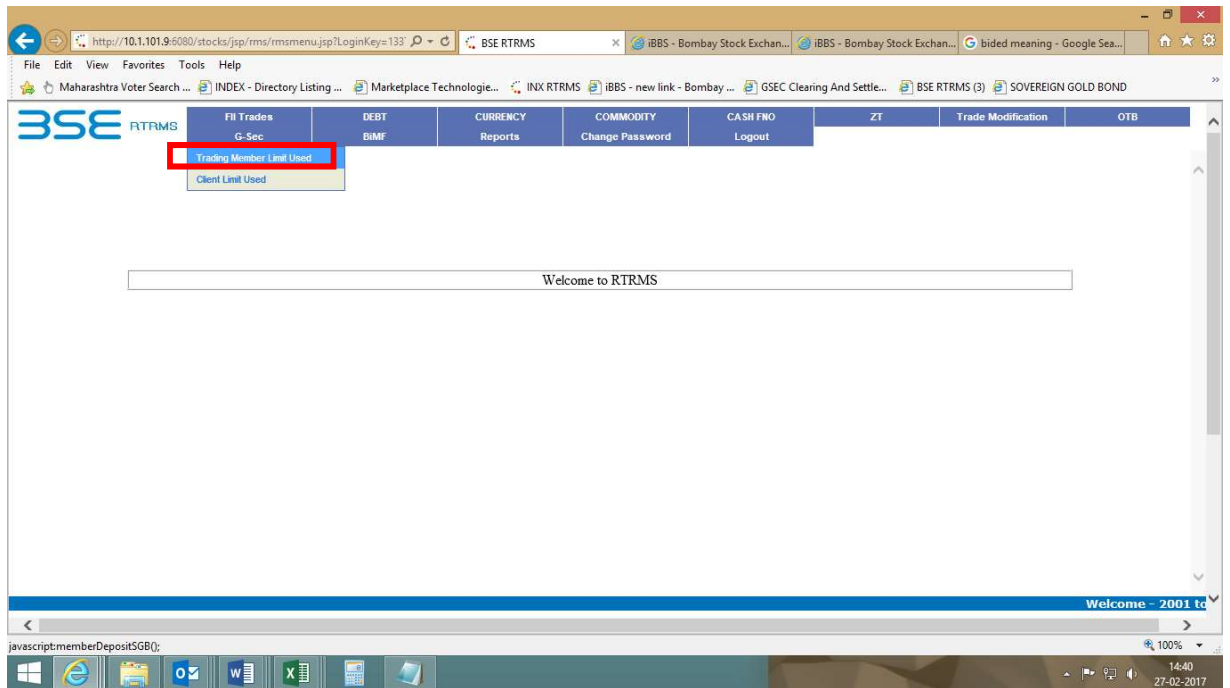 http://10.1.101.9:6080/stocks/jsp/rms/rmsmenu.jsp?LoginKey=133
BSE RTRMS
iBBS - Bombay Stock Exchan...
iBBS - Bombay Stock Exchan...
bided meaning - Google Sea...
File Edit View Favorites Tools Help
Maharashtra Voter Search ... INDEX - Directory Listing ... Marketplace Technologie... INX RTRMS iBBS - new link - Bombay ... GSEC Clearing And Settle... BSE RTRMS (3) SOVEREIGN GOLD BOND
BSE RTRMS
FII Trades DEBT CURRENCY COMMODITY CASH FNO ZT Trade Modification OTB
G-Sec BiMF Reports Change Password Logout
Trading Member Limit Used
Client Limit Used
Welcome to RTRMS
Welcome - 2001 to
javascript:memberDepositSGB();
100%
14:40
27-02-2017